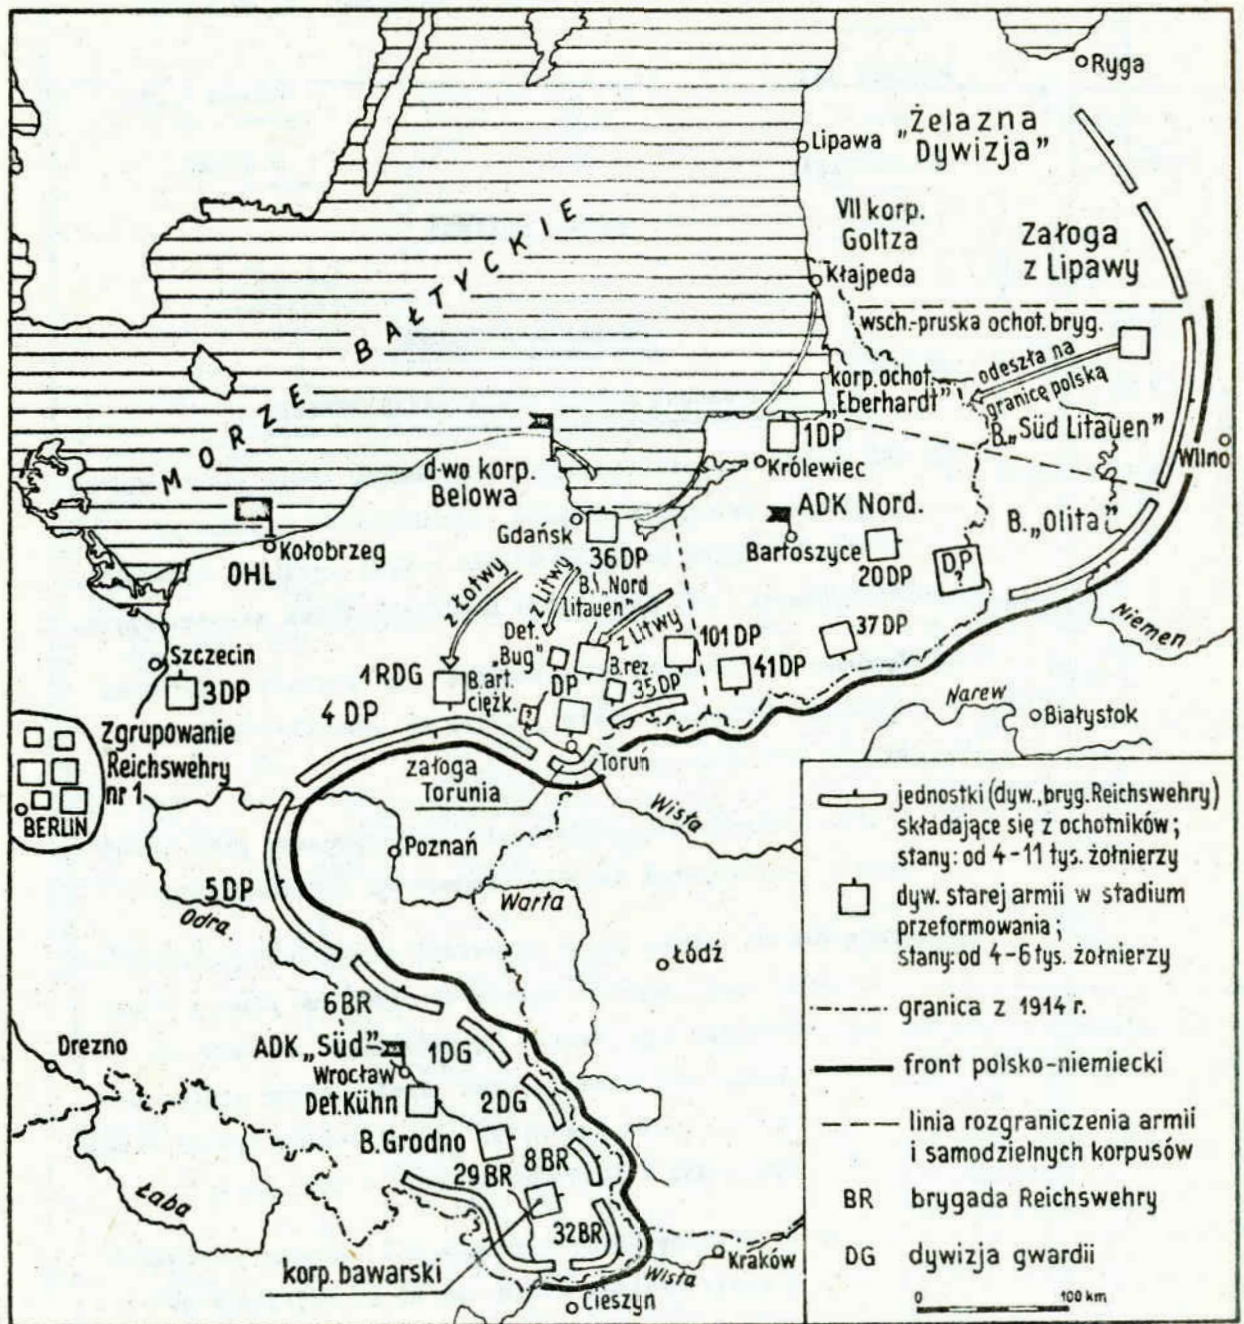 Ryga
Lipawa
„Żelazna
Dywizja”
VII korp.
Goltza
Załoga
z Lipawy
Kłajpeda
wsch.-pruska ochot. bryg.
odeszła na
granicę polską
korp. ochot.
„Eberhardt”
B. „Süd Litauen”
MORZE BAŁTYCKIE
1DP
Królewiec
Wilno
d-wo korp.
Belowa
ADK Nord.
B. „Olita”
Gdańsk
Bartoszyce
Kołobrzeg
OHL
36DP
20DP
DP
?
z Łotwy
z Litwy
B. „Nord
Litauen”
z Litwy
Niemen
Det.
„Bug”
101DP
37DP
Szczecin
3DP
1RDG
B. art.
ciężk.
DP
B. rez.
35DP
41DP
Narew
Białystok
4DP
?
Zgrupowanie
Reichswehry
nr 1
BERLIN
załoga
Torunia
Toruń
Wisła
Poznań
5DP
Odra
Warta
Łódź
6BR
Drezno
ADK „Süd”
1DG
Wrocław
Det. Kühn
2DG
B. Grodno
8BR
29BR
Łaba
32BR
korp. bawarski
Wisła
Kraków
Cieszyn
jednostki (dyw., bryg. Reichswehry)
składające się z ochotników;
stany: od 4-11 tys. żołnierzy
dyw. starej armii w stadium
przeformowania;
stany: od 4-6 tys. żołnierzy
granica z 1914 r.
front polsko-niemiecki
linia rozgraniczenia armii
i samodzielnych korpusów
BR brygada Reichswehry
DG dywizja gwardii
0 100 km